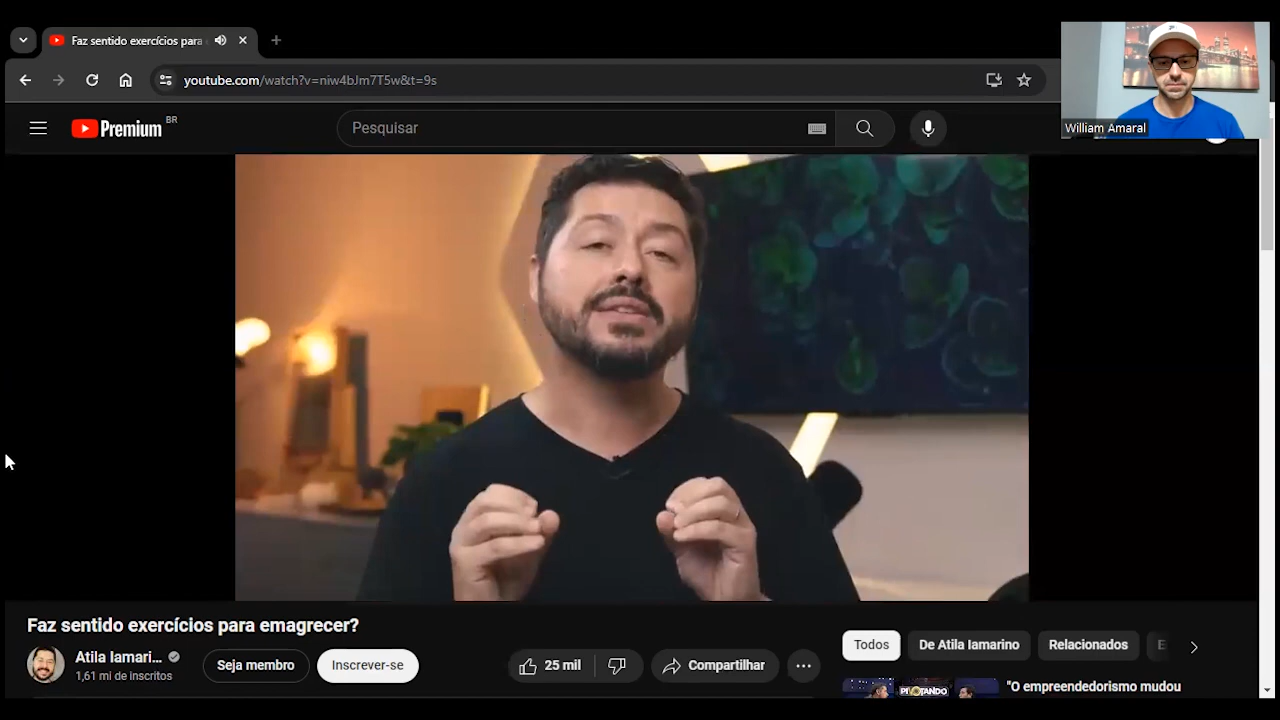 Faz sentido exercícios para
youtube.com/watch?v=niw4bJm7T5w&t=9s
William Amaral
Premium BR
Pesquisar
Faz sentido exercícios para emagrecer?
Atila Iamari...
1,61 mi de inscritos
Seja membro
Inscrever-se
25 mil
Compartilhar
Todos
De Atila Iamarino
Relacionados
"O empreendedorismo mudou